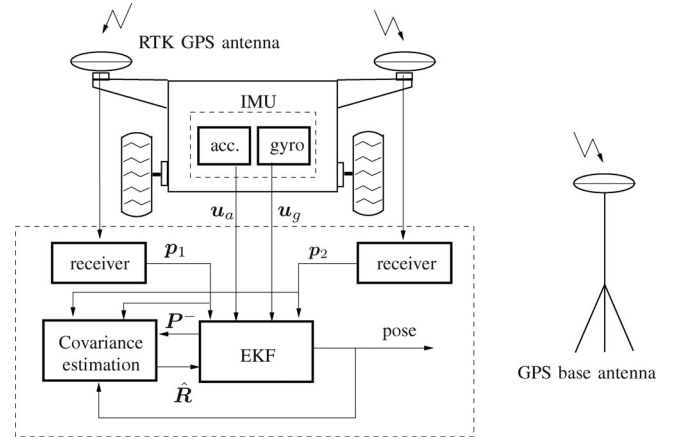 RTK GPS antenna
IMU
acc.
gyro
u_a
u_g
receiver
p_1
p_2
receiver
P^-
Covariance
estimation
EKF
pose
R̂
GPS base antenna